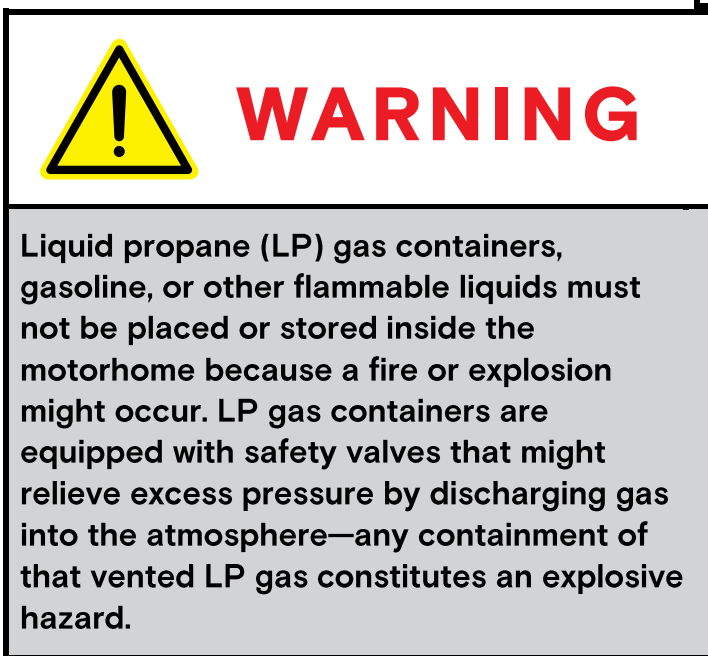 WARNING
Liquid propane (LP) gas containers,
gasoline, or other flammable liquids must
not be placed or stored inside the
motorhome because a fire or explosion
might occur. LP gas containers are
equipped with safety valves that might
relieve excess pressure by discharging gas
into the atmosphere—any containment of
that vented LP gas constitutes an explosive
hazard.